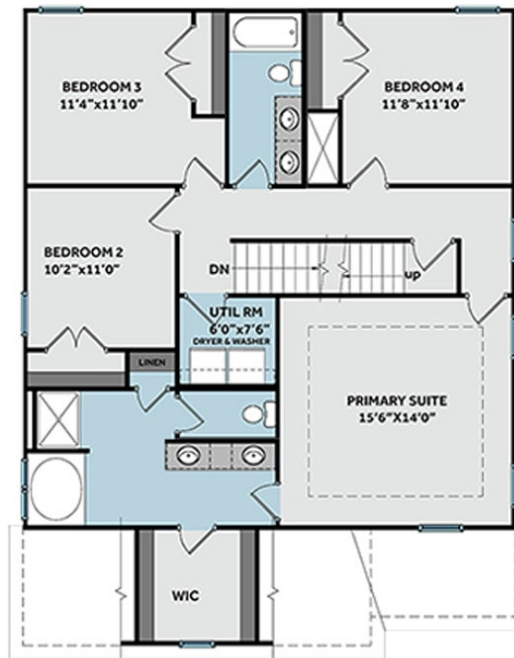 BEDROOM 3
11'4"x11'10"
BEDROOM 4
11'8"x11'10"
BEDROOM 2
10'2"x11'0"
DN
up
UTIL RM
6'0"x7'6"
DRYER & WASHER
LINEN
PRIMARY SUITE
15'6"X14'0"
WIC